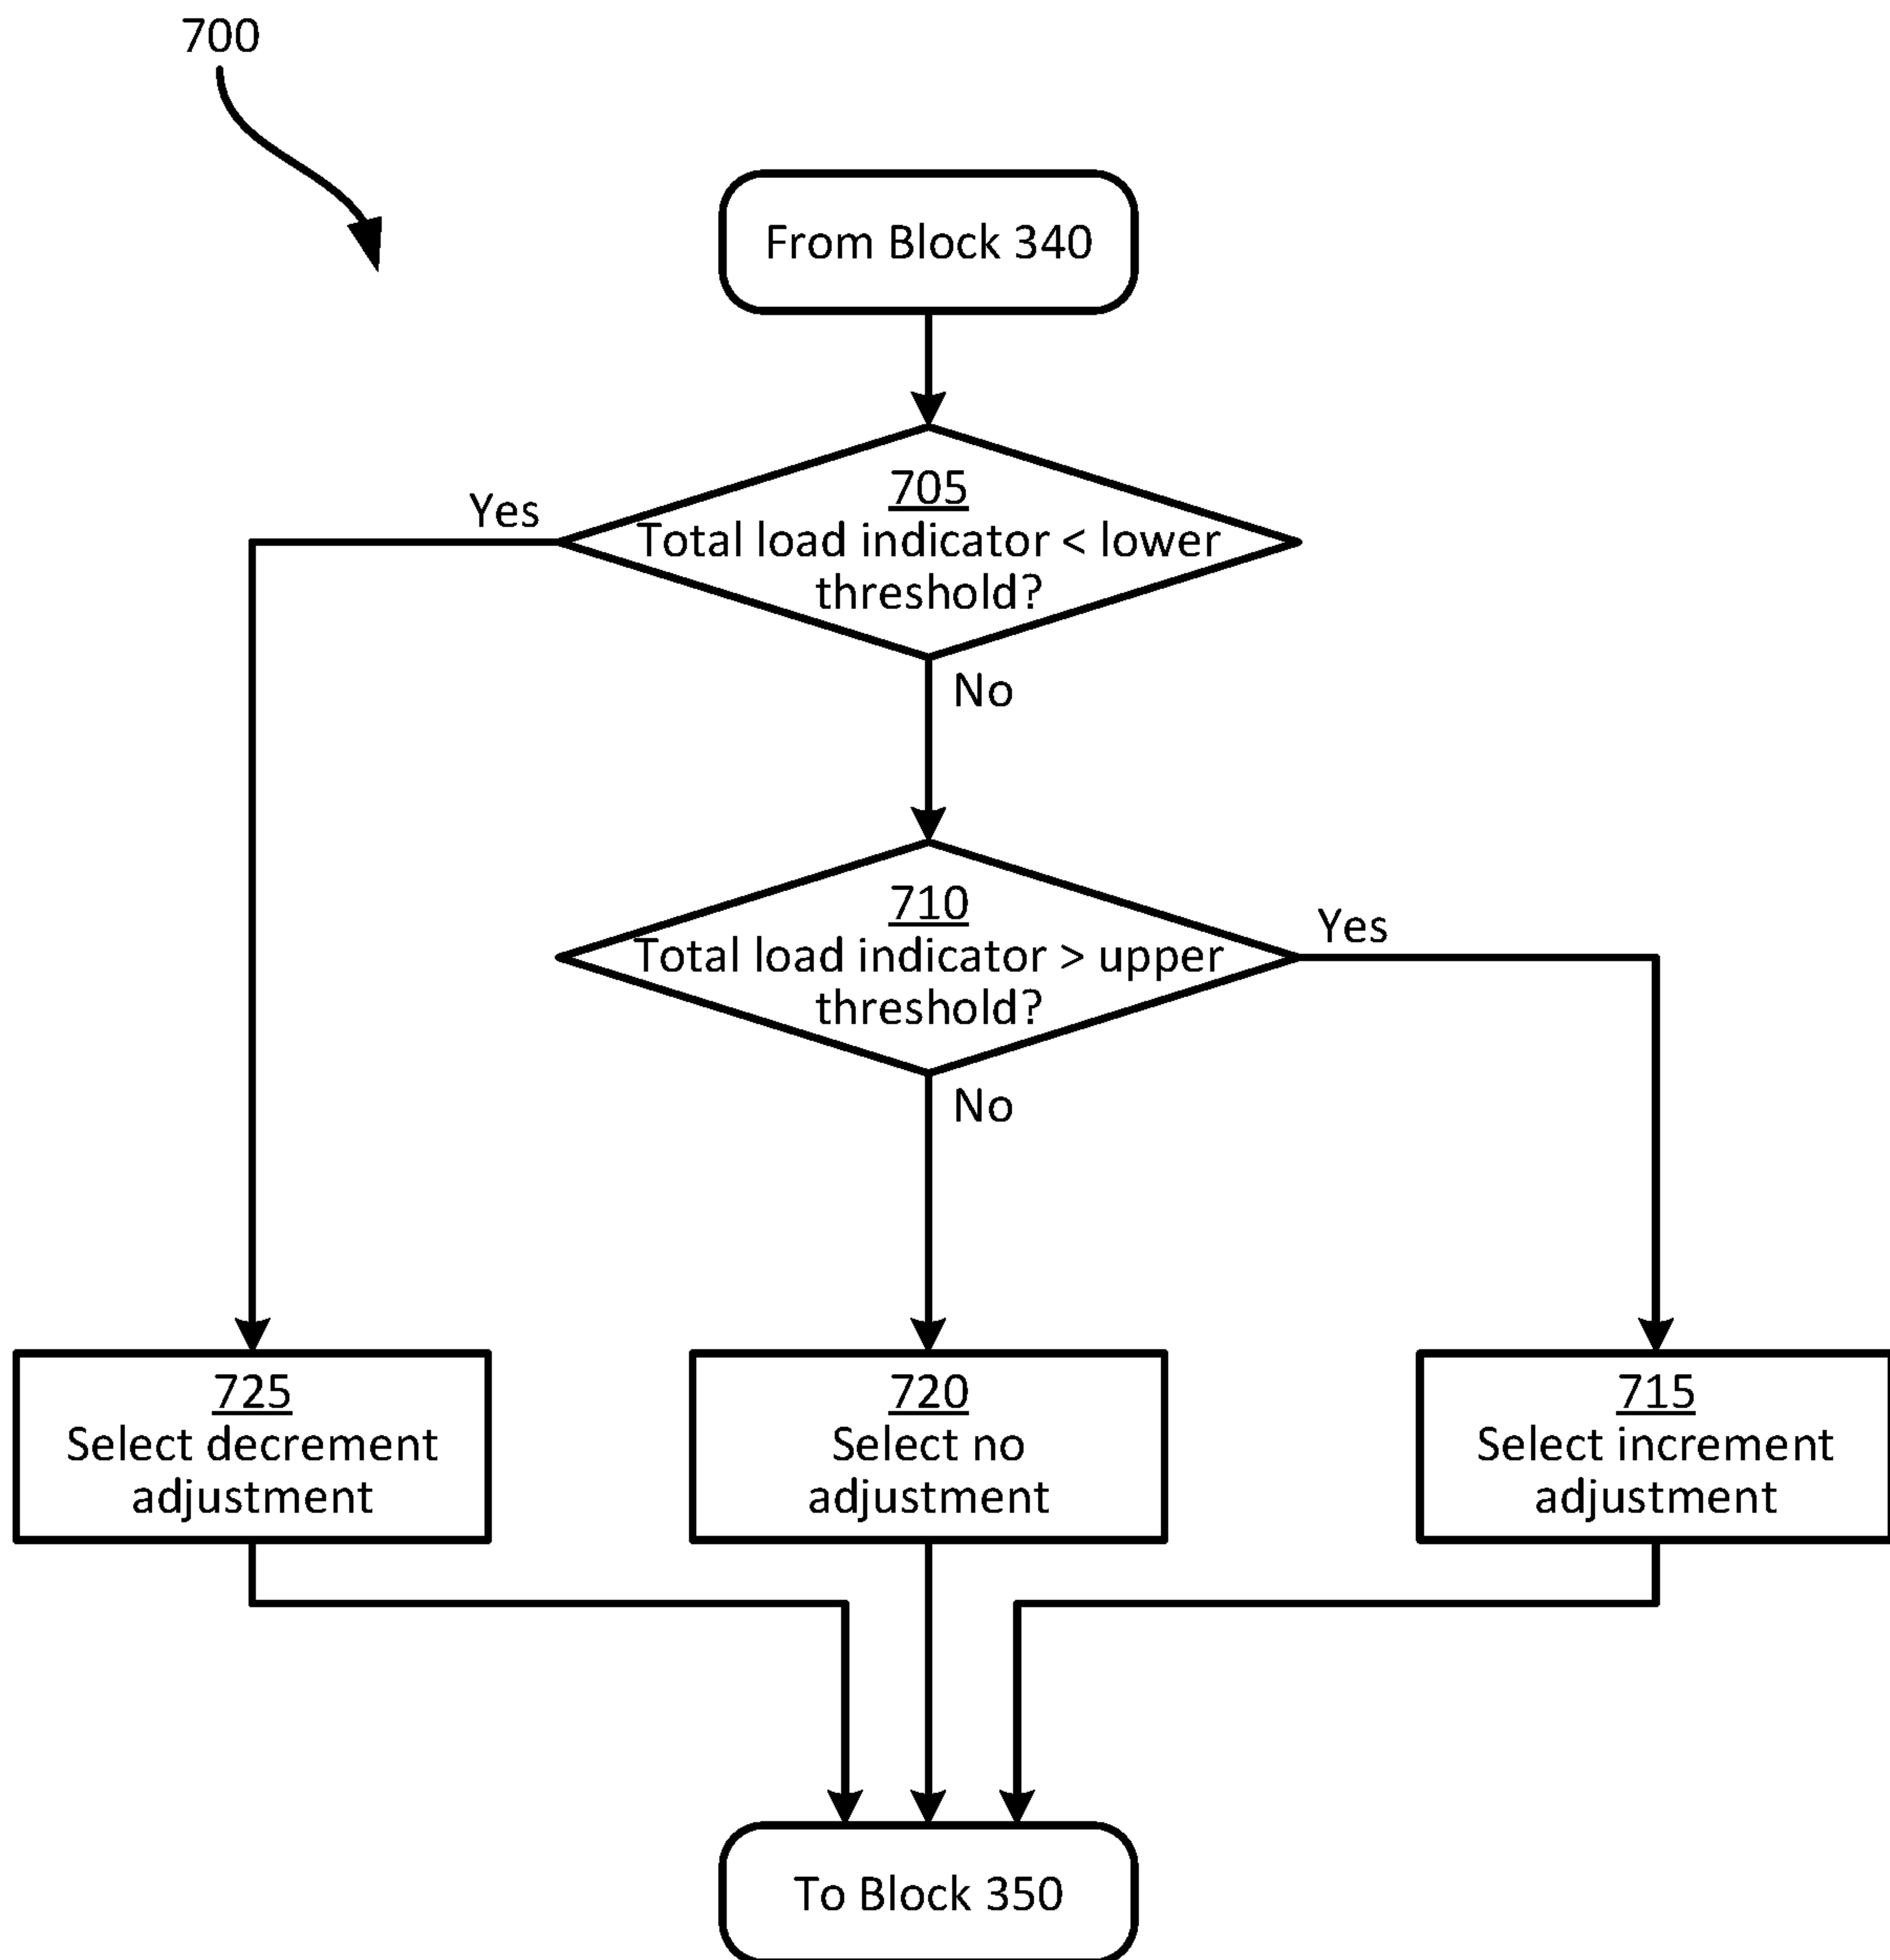 700
From Block 340
705
Total load indicator < lower
threshold?
Yes
No
710
Total load indicator > upper
threshold?
Yes
No
725
Select decrement
adjustment
720
Select no
adjustment
715
Select increment
adjustment
To Block 350